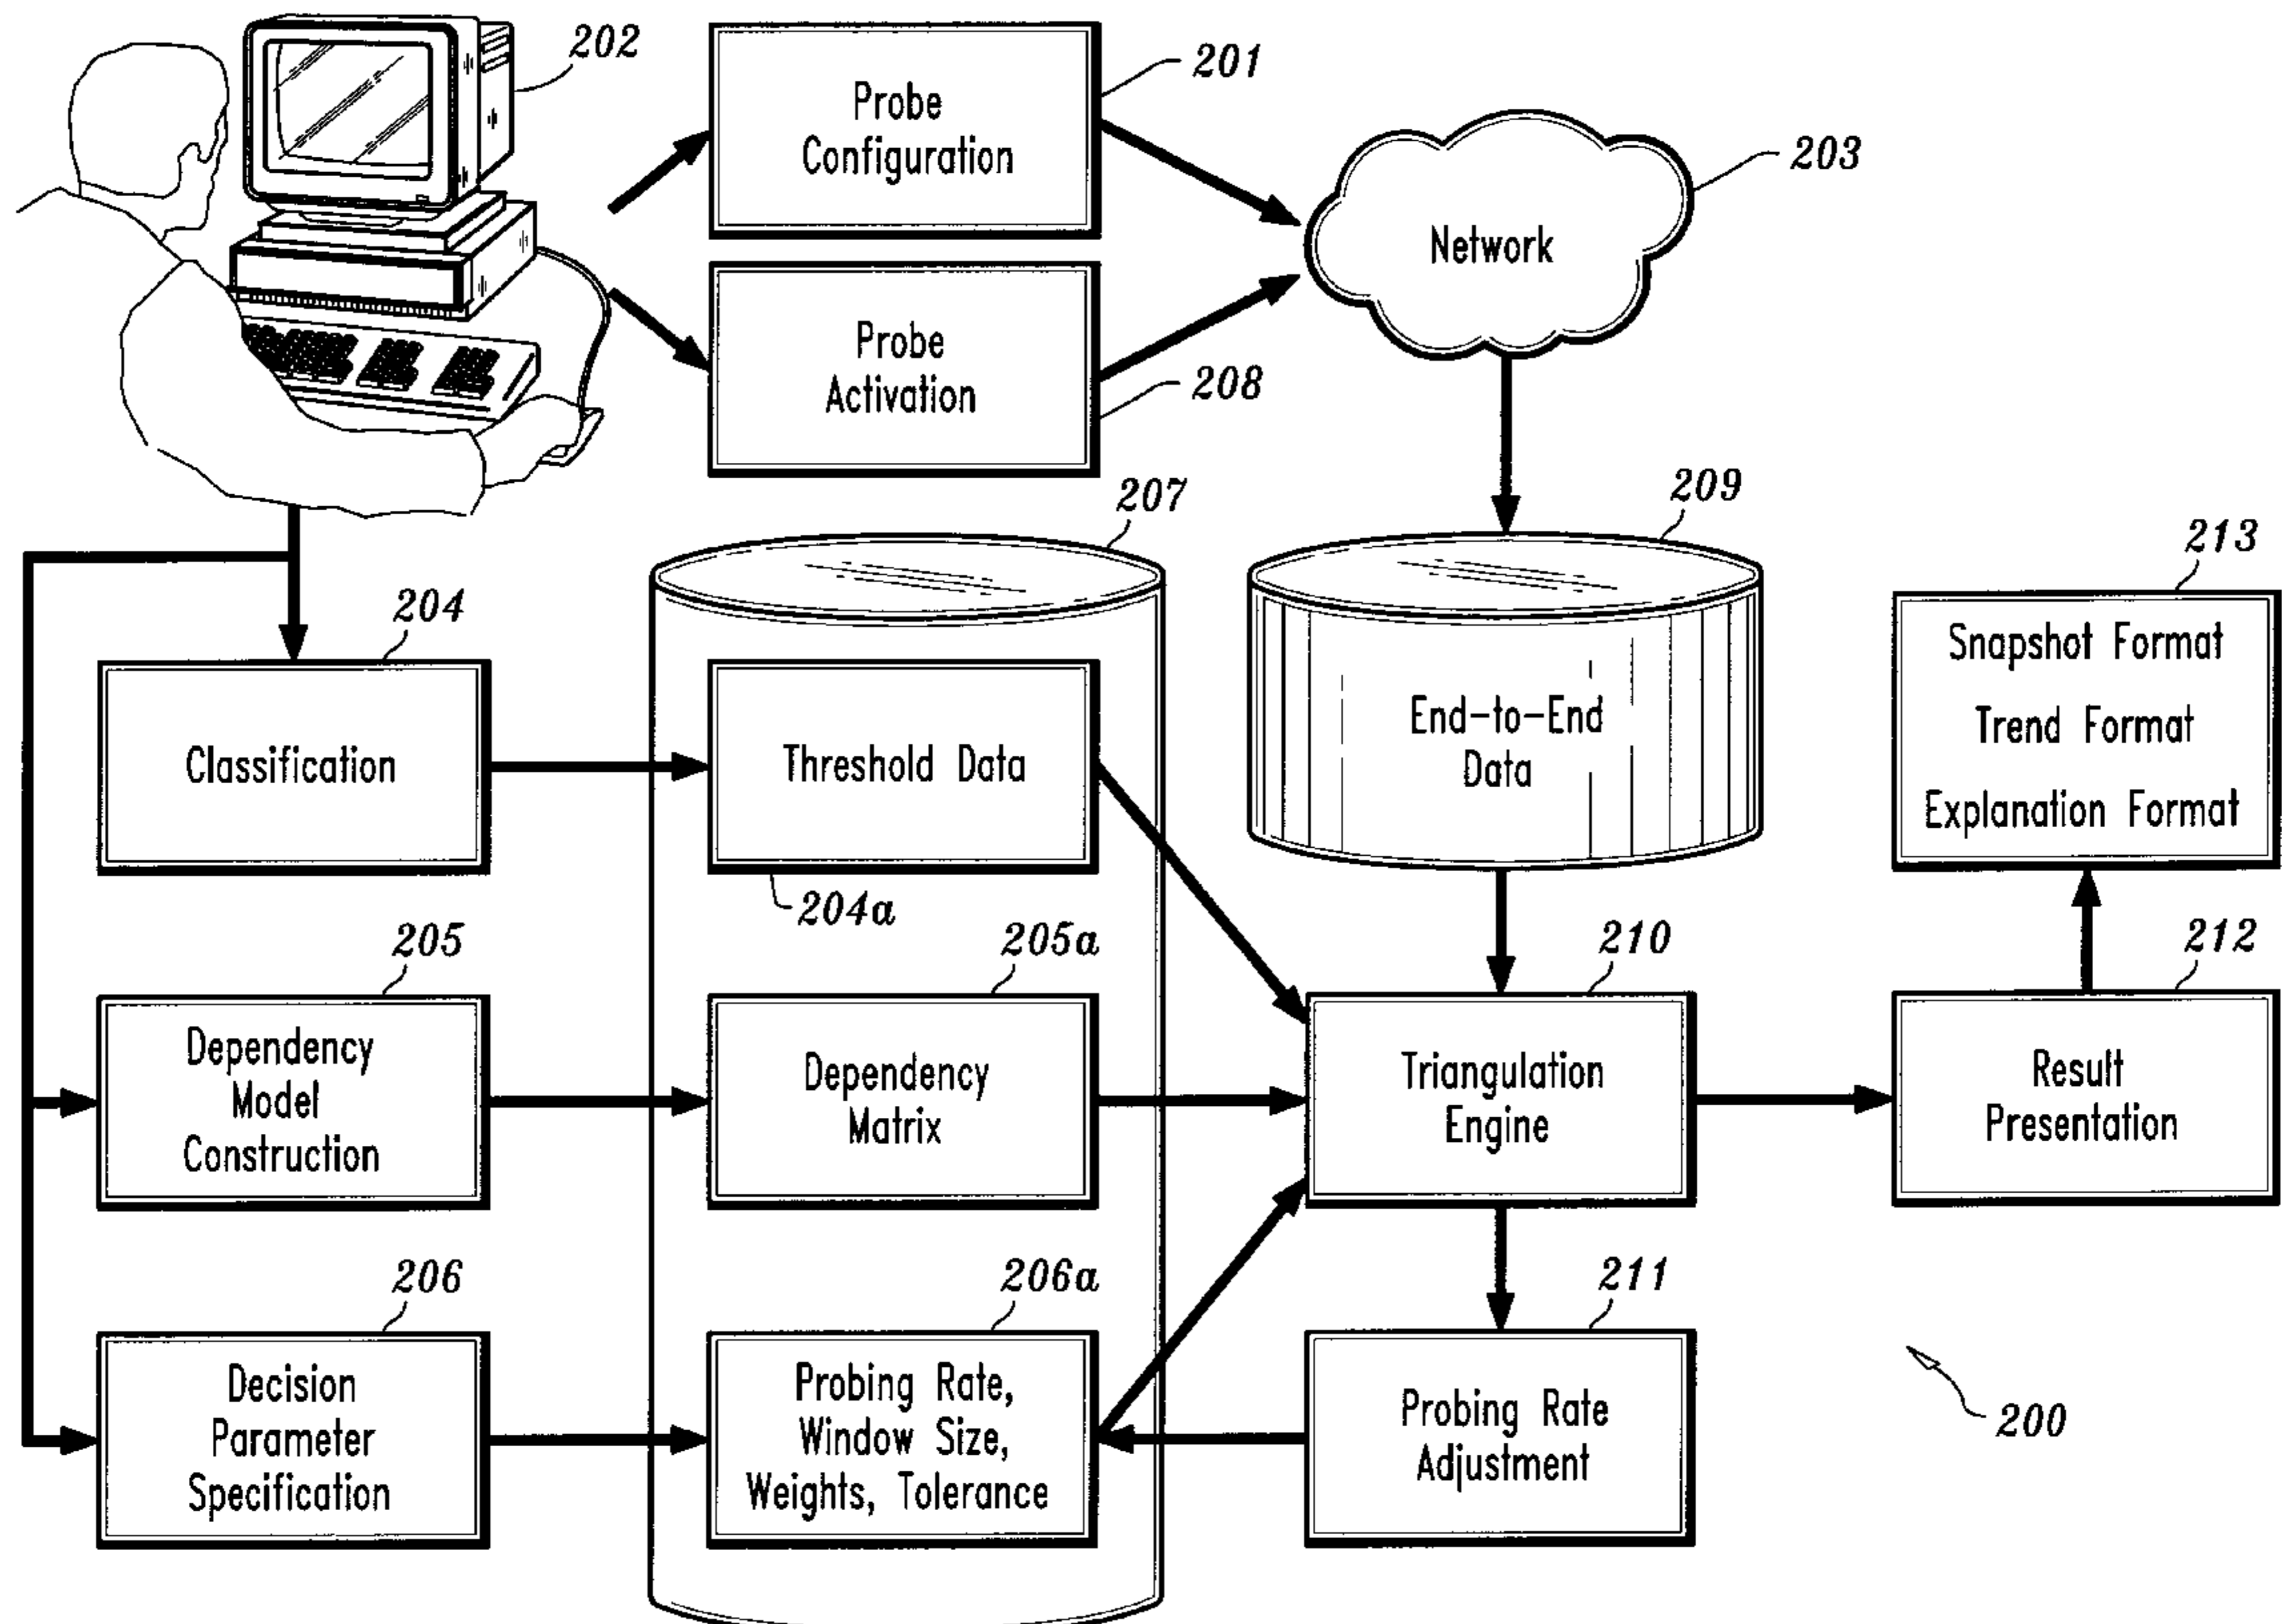 202
Probe
Configuration
201
Network
203
Probe
Activation
208
207
209
213
Snapshot Format
Trend Format
Explanation Format
204
Classification
Threshold Data
204a
End-to-End
Data
205
Dependency
Model
Construction
205a
Dependency
Matrix
210
Triangulation
Engine
212
Result
Presentation
206
Decision
Parameter
Specification
206a
Probing Rate,
Window Size,
Weights, Tolerance
211
Probing Rate
Adjustment
200